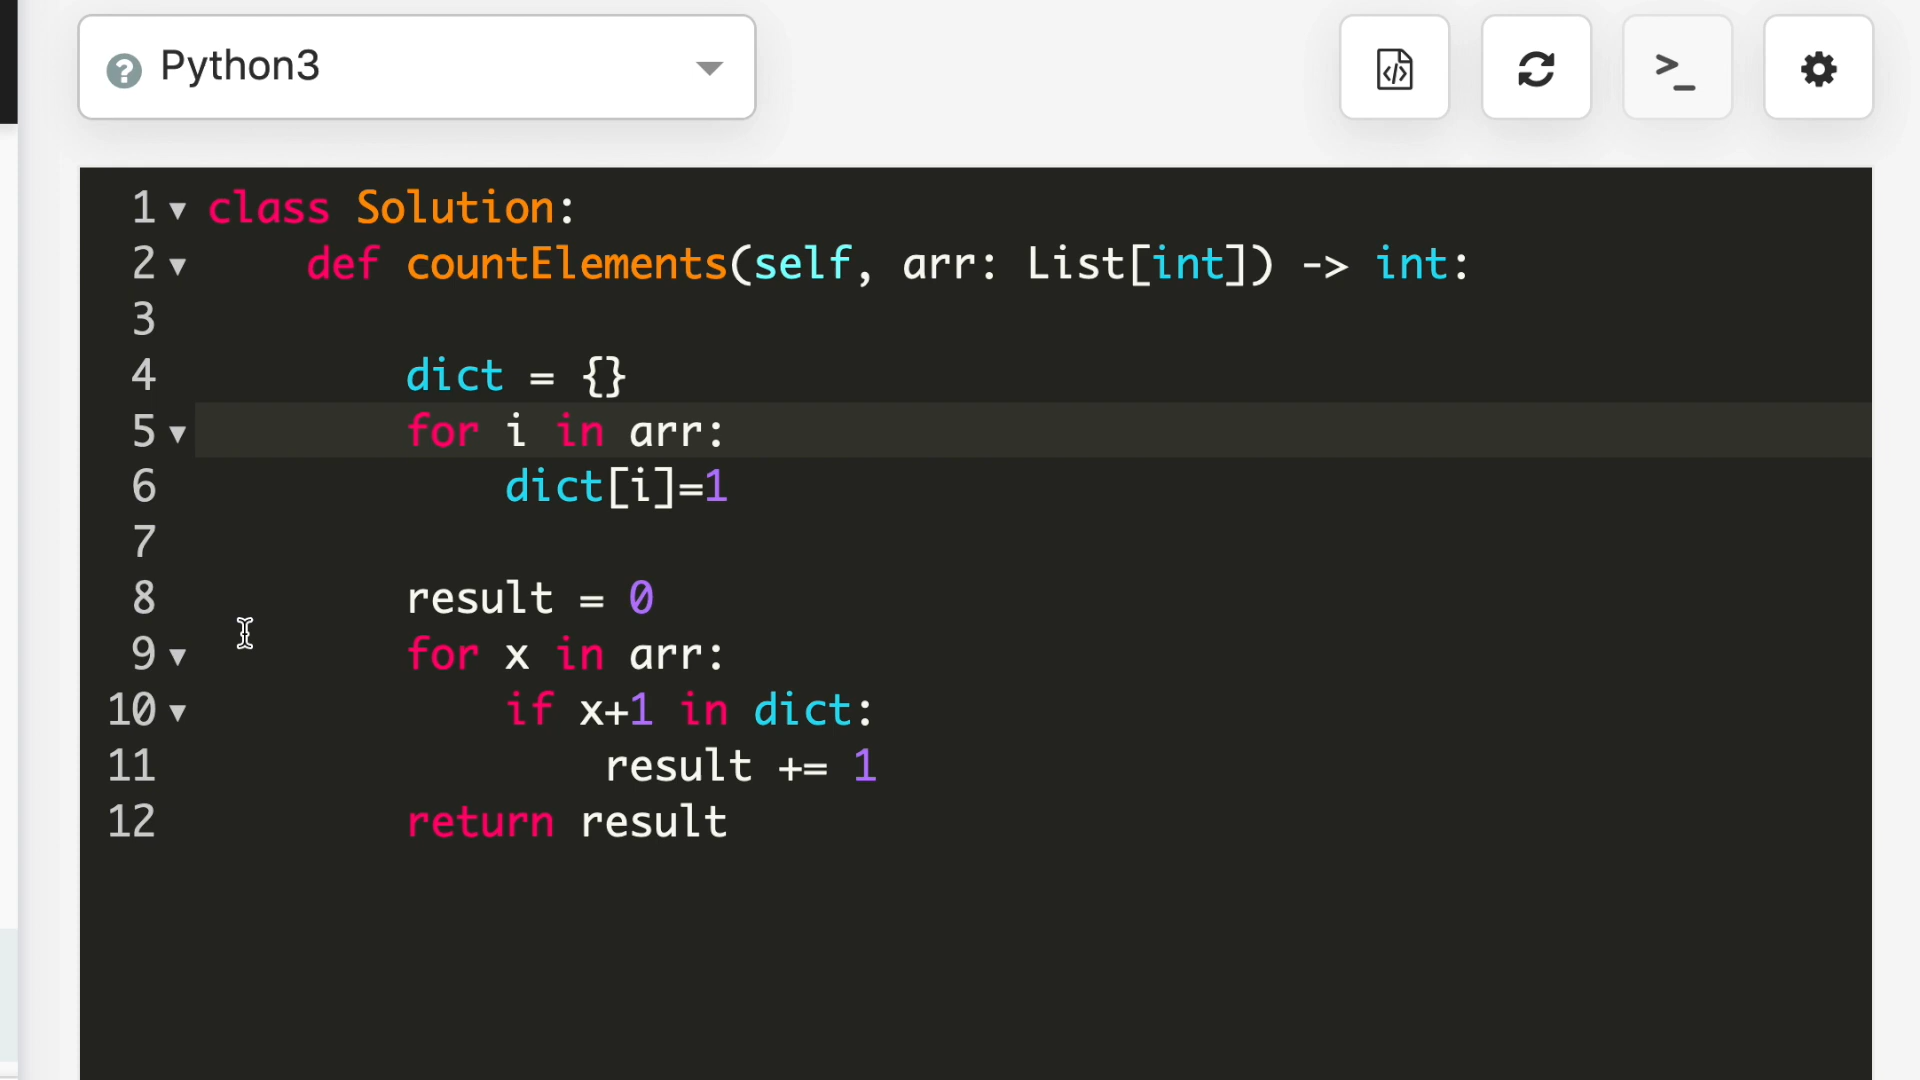 Python3
1 class Solution:
2 def countElements(self, arr: List[int]) -> int:
3
4 dict = {}
5 for i in arr:
6 dict[i]=1
7
8 result = 0
9 for x in arr:
10 if x+1 in dict:
11 result += 1
12 return result